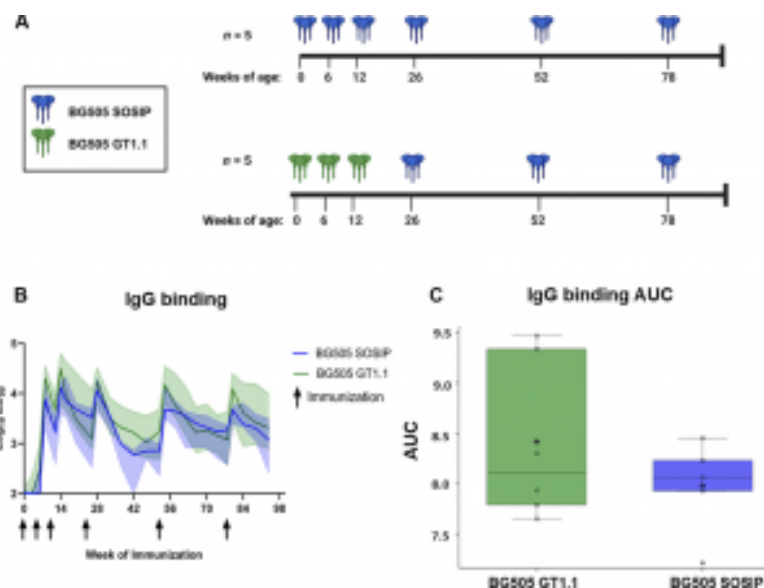 A
n = 5
Weeks of age:
0 6 12 26 52 78
BG505 SOSIP
BG505 GT1.1
n = 5
Weeks of age:
0 6 12 26 52 78
B
IgG binding
5
4
3
2
0 14 28 42 56 70 84 98
Week of Immunization
BG505 SOSIP
BG505 GT1.1
Immunization
C
IgG binding AUC
AUC
9.5
9.0
8.5
8.0
7.5
BG505 GT1.1 BG505 SOSIP